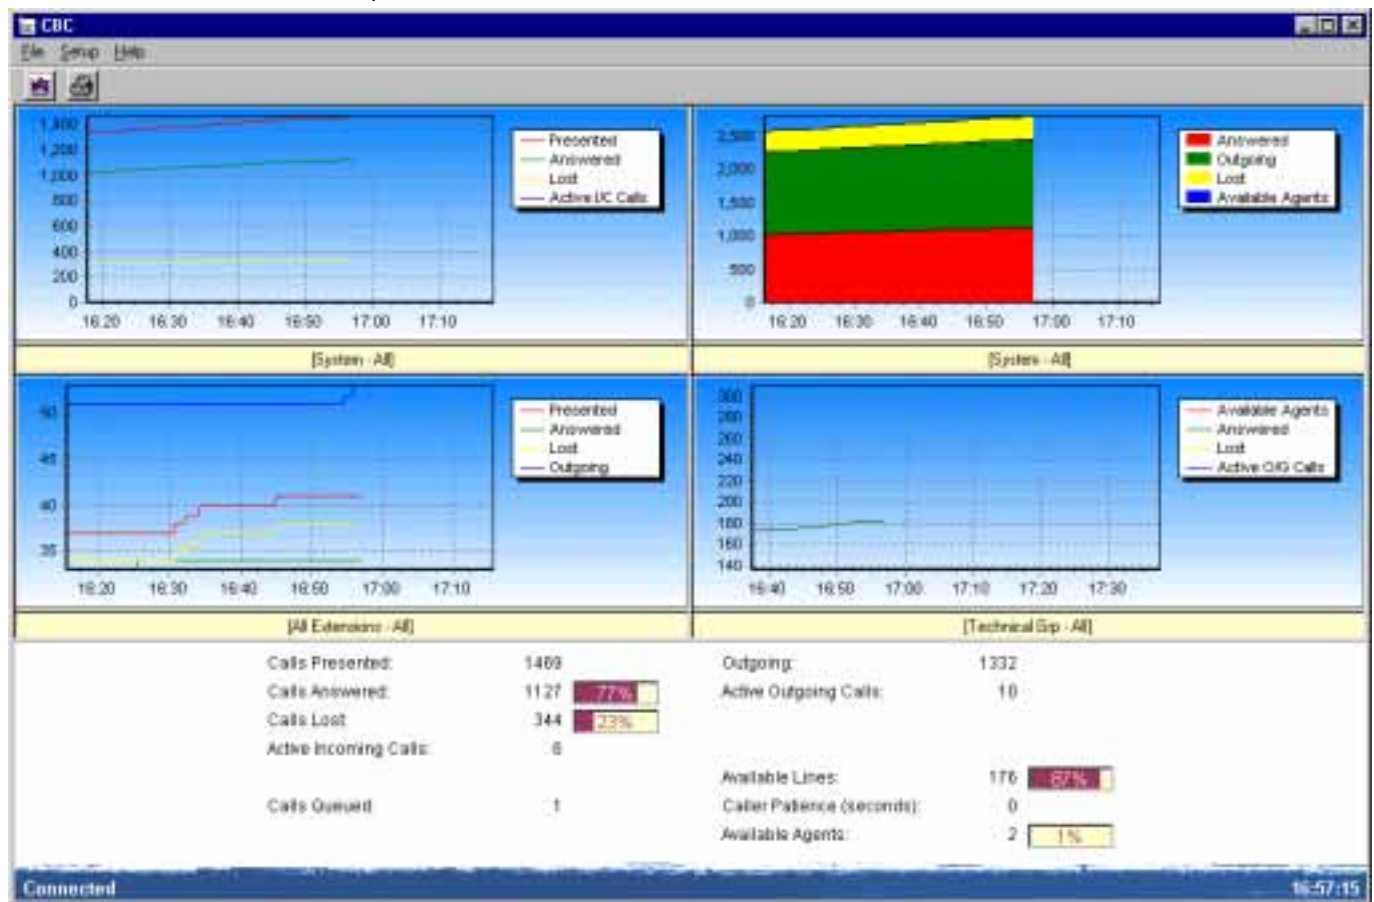 CBC
File Setup Help
1,400
1,200
1,000
800
600
400
200
0
16:20 16:30 16:40 16:50 17:00 17:10
Presented
Answered
Lost
Active I/C Calls
[System - All]
2,500
2,000
1,500
1,000
500
0
16:20 16:30 16:40 16:50 17:00 17:10
Answered
Outgoing
Lost
Available Agents
[System - All]
50
45
40
35
16:20 16:30 16:40 16:50 17:00 17:10
Presented
Answered
Lost
Outgoing
[All Extensions - All]
300
280
260
240
220
200
180
160
140
16:40 16:50 17:00 17:10 17:20 17:30
Available Agents
Answered
Lost
Active O/G Calls
[Technical Grp - All]
Calls Presented: 1469
Calls Answered: 1127 77%
Calls Lost 344 23%
Active Incoming Calls: 6
Calls Queued 1
Outgoing: 1332
Active Outgoing Calls: 10
Available Lines: 176 87%
Caller Patience (seconds): 0
Available Agents: 2 1%
Connected 16:57:15